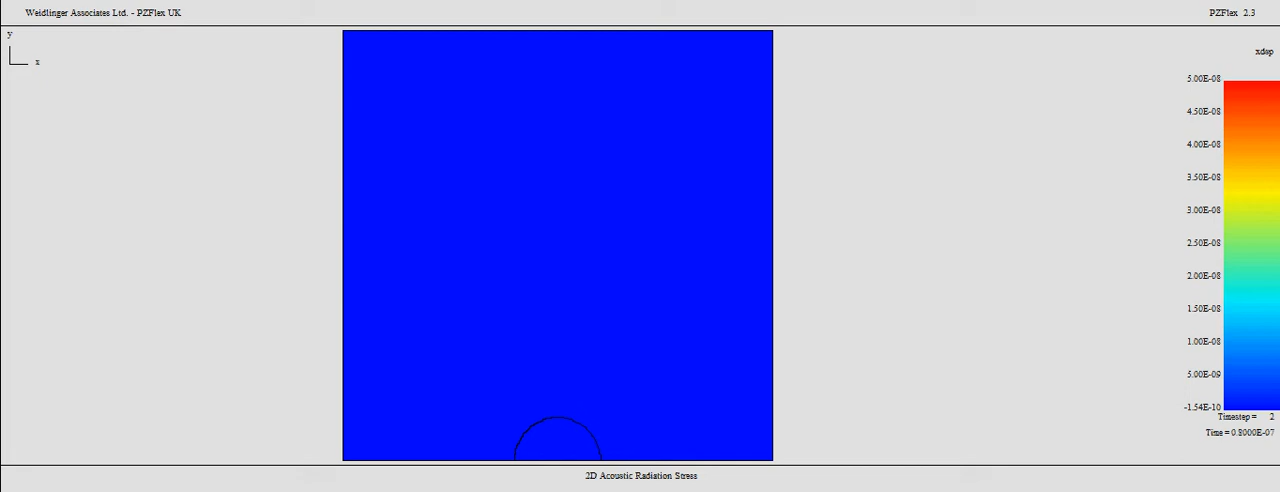 Weidlinger Associates Ltd. - PZFlex UK
PZFlex 2.3
y
x
xdsp
5.00E-08
4.50E-08
4.00E-08
3.50E-08
3.00E-08
2.50E-08
2.00E-08
1.50E-08
1.00E-08
5.00E-09
-1.54E-10
Timestep = 2
Time = 0.8000E-07
2D Acoustic Radiation Stress